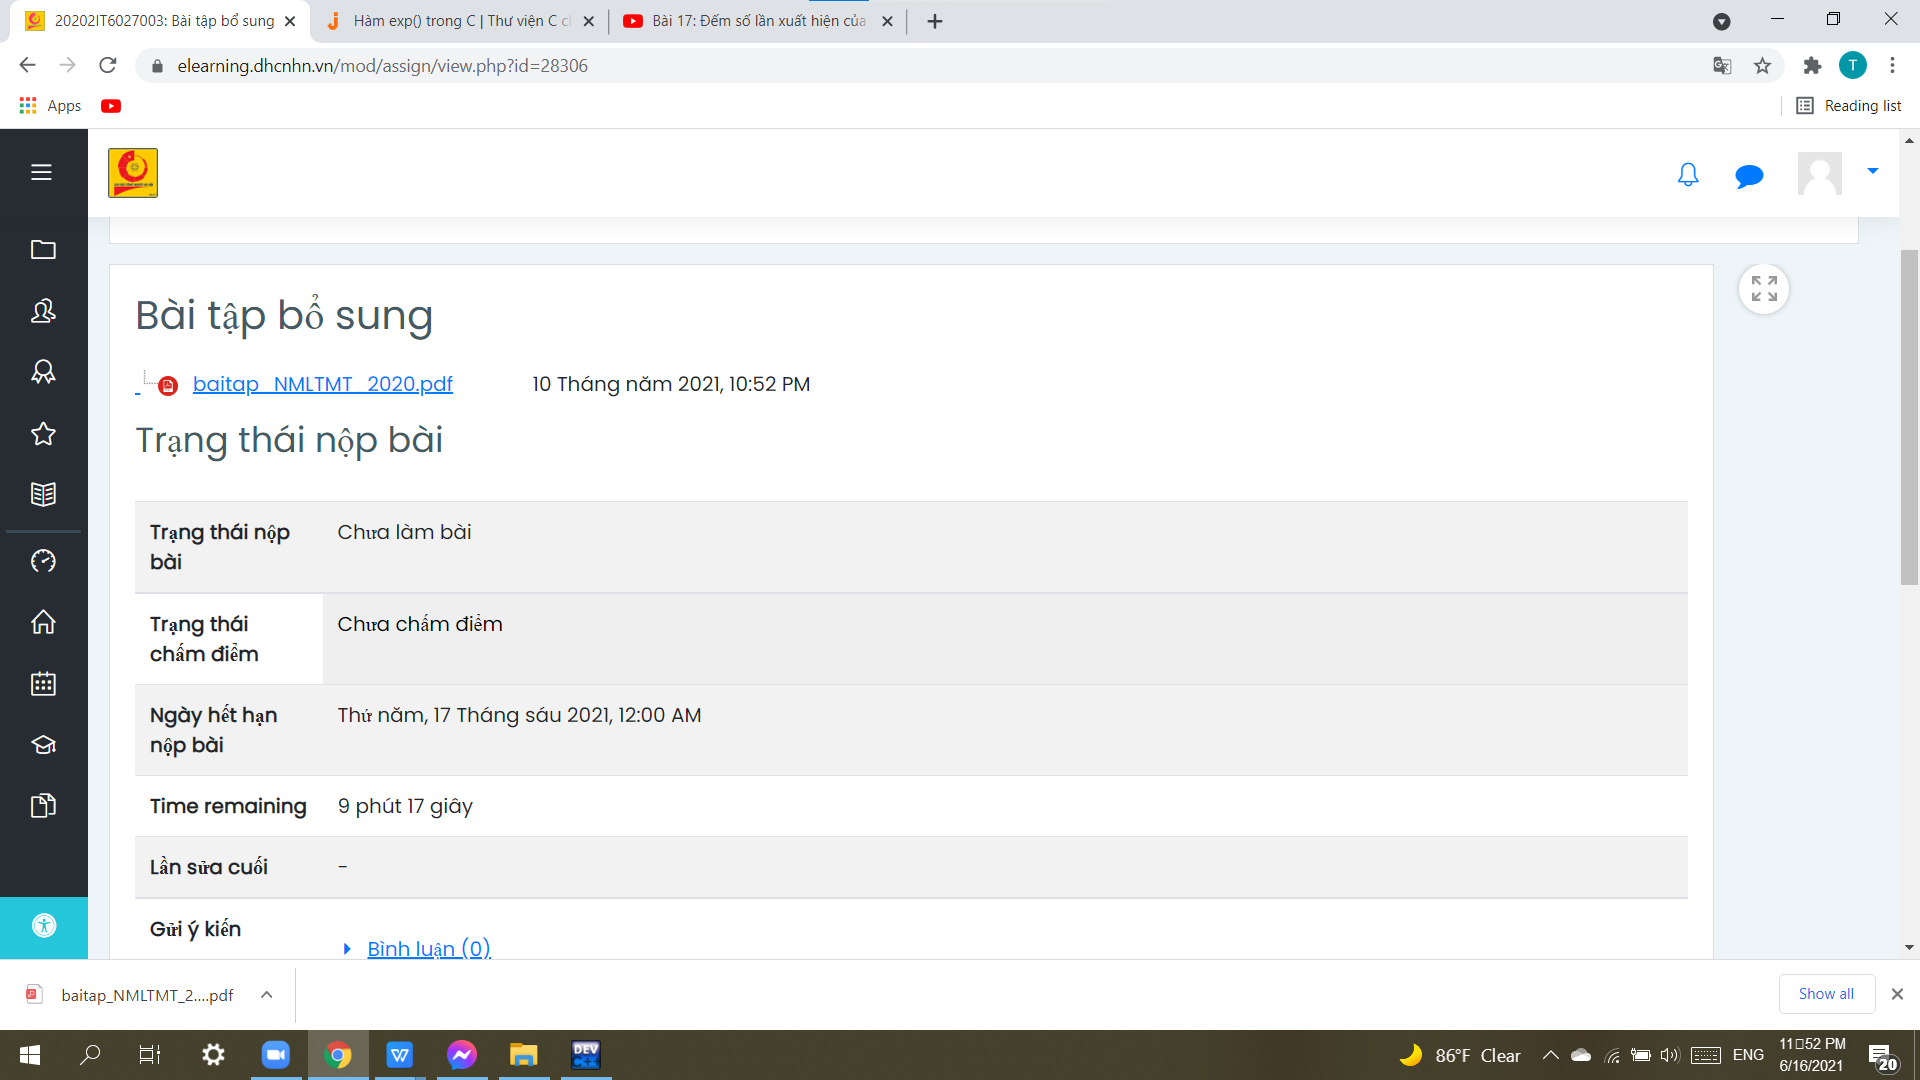 20202IT6027003: Bài tập bổ sung
Hàm exp() trong C | Thư viện C ch
Bài 17: Đếm số lần xuất hiện của
elearning.dhcnhn.vn/mod/assign/view.php?id=28306
T
Apps
Reading list
Bài tập bổ sung
baitap_NMLTMT_2020.pdf
10 Tháng năm 2021, 10:52 PM
Trạng thái nộp bài
Trạng thái nộp
bài
Chưa làm bài
Trạng thái
chấm điểm
Chưa chấm điểm
Ngày hết hạn
nộp bài
Thứ năm, 17 Tháng sáu 2021, 12:00 AM
Time remaining
9 phút 17 giây
Lần sửa cuối
-
Gửi ý kiến
Bình luận (0)
baitap_NMLTMT_2....pdf
Show all
DEV
C++
86°F Clear
ENG
11:52 PM
6/16/2021
20